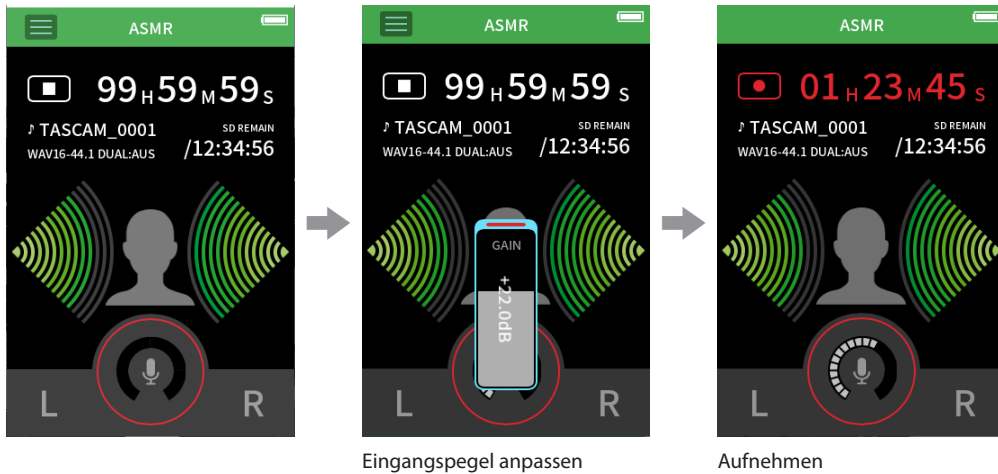 ASMR
99H59M59S
♪ TASCAM_0001
SD REMAIN
WAV16-44.1 DUAL:AUS
/12:34:56
L
R
ASMR
99H59M59S
♪ TASCAM_0001
SD REMAIN
WAV16-44.1 DUAL:AUS
/12:34:56
GAIN
+22.0dB
L
R
Eingangspegel anpassen
ASMR
01H23M45S
♪ TASCAM_0001
SD REMAIN
WAV16-44.1 DUAL:AUS
/12:34:56
L
R
Aufnehmen